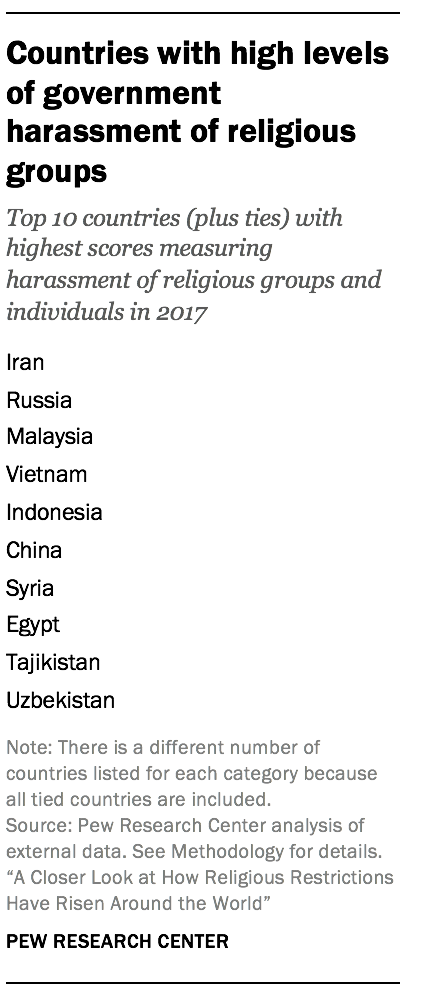 Countries with high levels
of government
harassment of religious
groups
Top 10 countries (plus ties) with
highest scores measuring
harassment of religious groups and
individuals in 2017
Iran
Russia
Malaysia
Vietnam
Indonesia
China
Syria
Egypt
Tajikistan
Uzbekistan
Note: There is a different number of
countries listed for each category because
all tied countries are included.
Source: Pew Research Center analysis of
external data. See Methodology for details.
“A Closer Look at How Religious Restrictions
Have Risen Around the World”
PEW RESEARCH CENTER